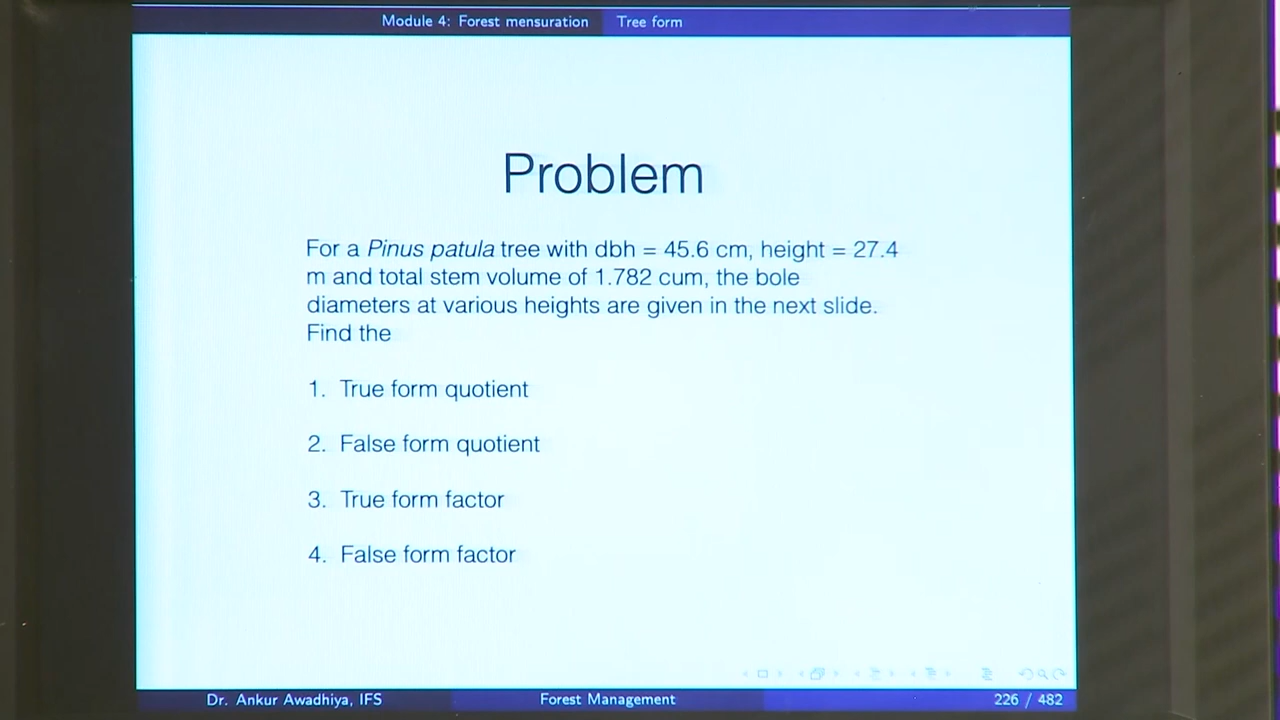 Module 4: Forest mensuration Tree form
Problem
For a Pinus patula tree with dbh = 45.6 cm, height = 27.4
m and total stem volume of 1.782 cum, the bole
diameters at various heights are given in the next slide.
Find the
1. True form quotient
2. False form quotient
3. True form factor
4. False form factor
Dr. Ankur Awadhiya, IFS Forest Management 226 / 482